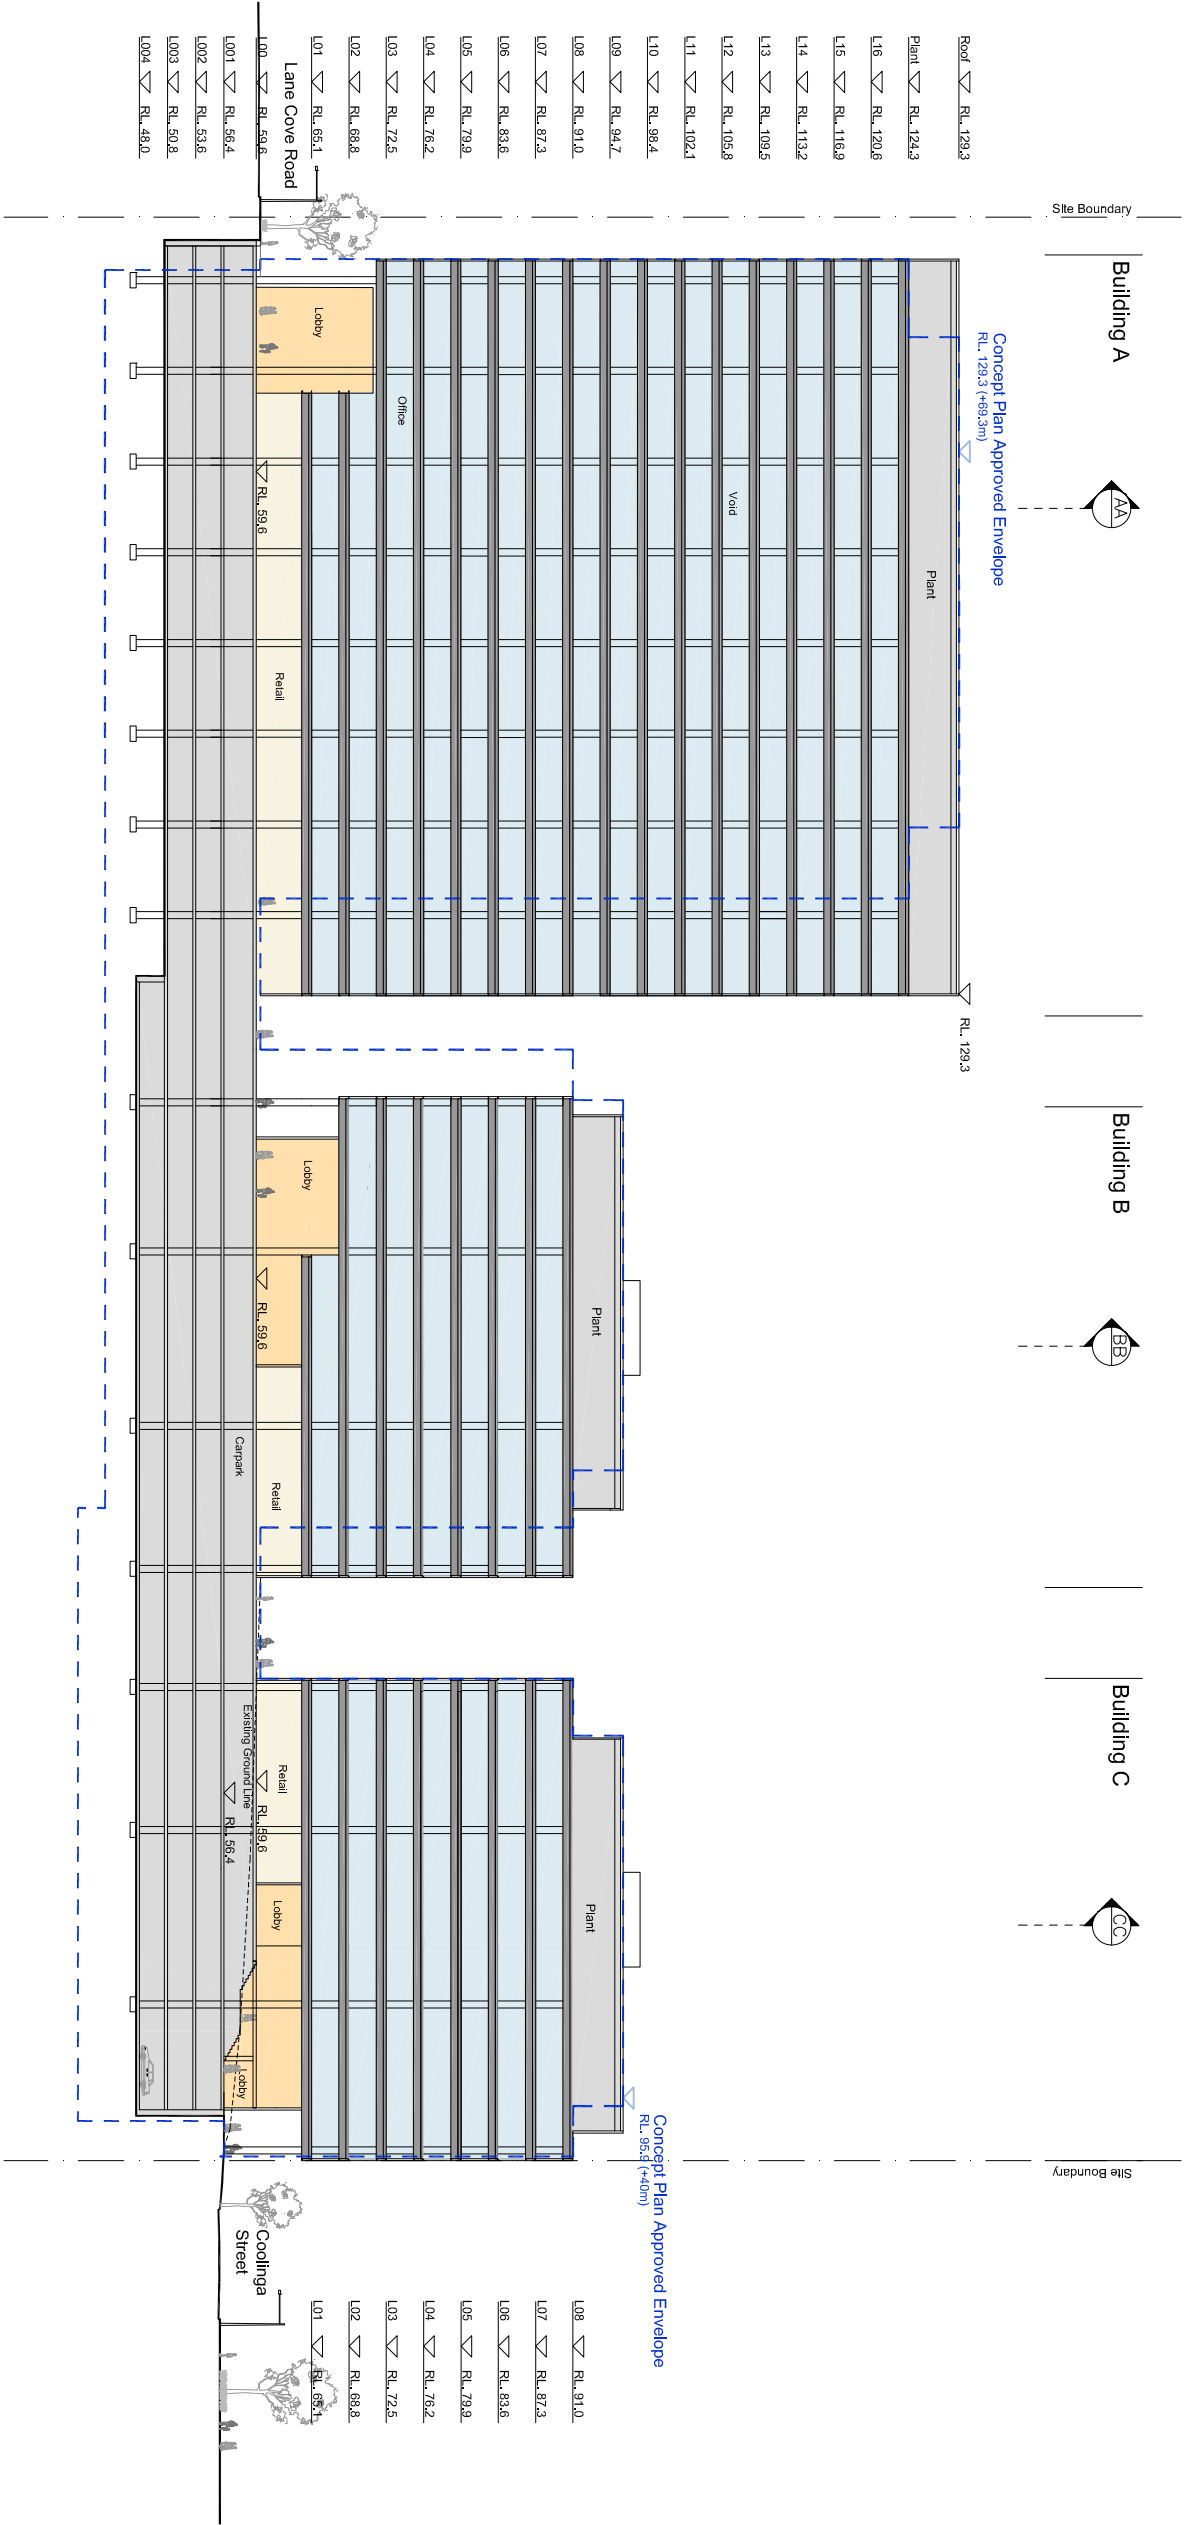 Building A
Building B
Building C
AA
BB
CC
Site Boundary
Site Boundary
Concept Plan Approved Envelope
RL. 129.3 (+69.3m)
RL. 129.3
Roof RL. 129.3
Plant RL. 124.3
L16 RL. 120.6
L15 RL. 116.9
L14 RL. 113.2
L13 RL. 109.5
L12 RL. 105.8
L11 RL. 102.1
L10 RL. 98.4
L09 RL. 94.7
L08 RL. 91.0
L07 RL. 87.3
L06 RL. 83.6
L05 RL. 79.9
L04 RL. 76.2
L03 RL. 72.5
L02 RL. 68.8
L01 RL. 65.1
Lane Cove Road
L00 RL. 59.6
L001 RL. 56.4
L002 RL. 53.6
L003 RL. 50.8
L004 RL. 48.0
Plant
Void
Office
Lobby
Retail
RL. 59.6
Plant
Lobby
RL. 59.6
Retail
Carpark
Plant
Retail
RL. 59.6
Existing Ground Line
RL. 56.4
Lobby
Lobby
Concept Plan Approved Envelope
RL. 95.9 (+40m)
Coolinga
Street
L08 RL. 91.0
L07 RL. 87.3
L06 RL. 83.6
L05 RL. 79.9
L04 RL. 76.2
L03 RL. 72.5
L02 RL. 68.8
L01 RL. 65.1